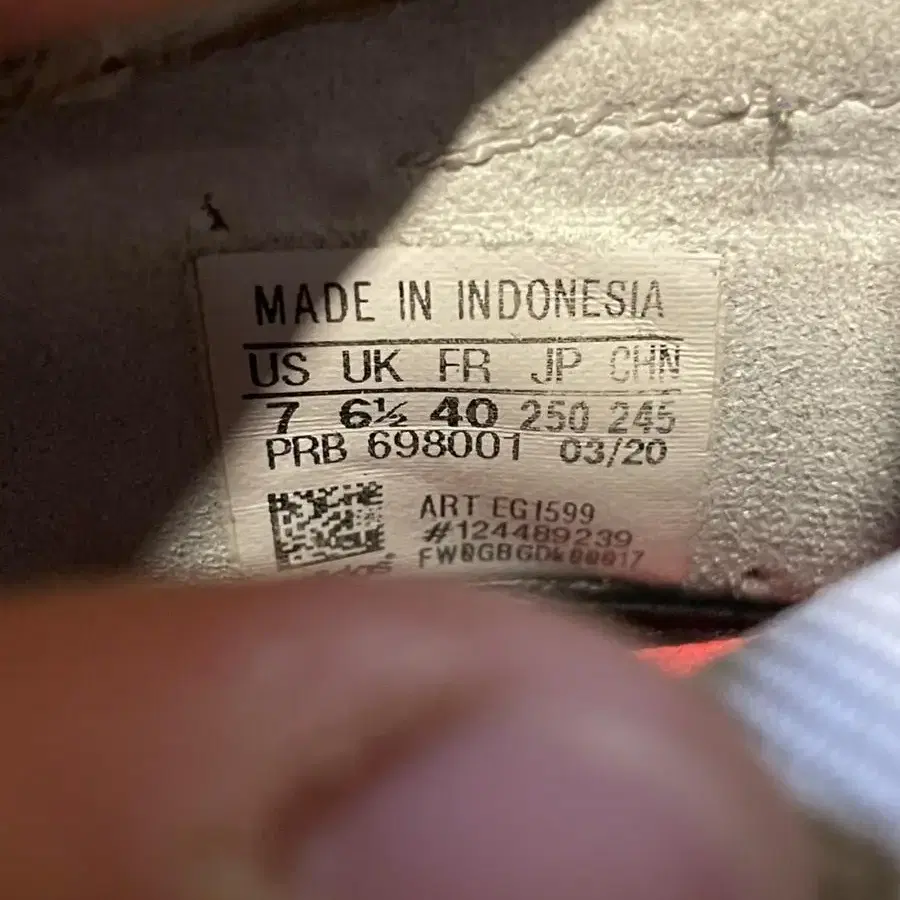 MADE IN INDONESIA
US UK FR JP CHN
7 6½ 40 250 245
PRB 698001 03/20
ART EG1599
#124489239